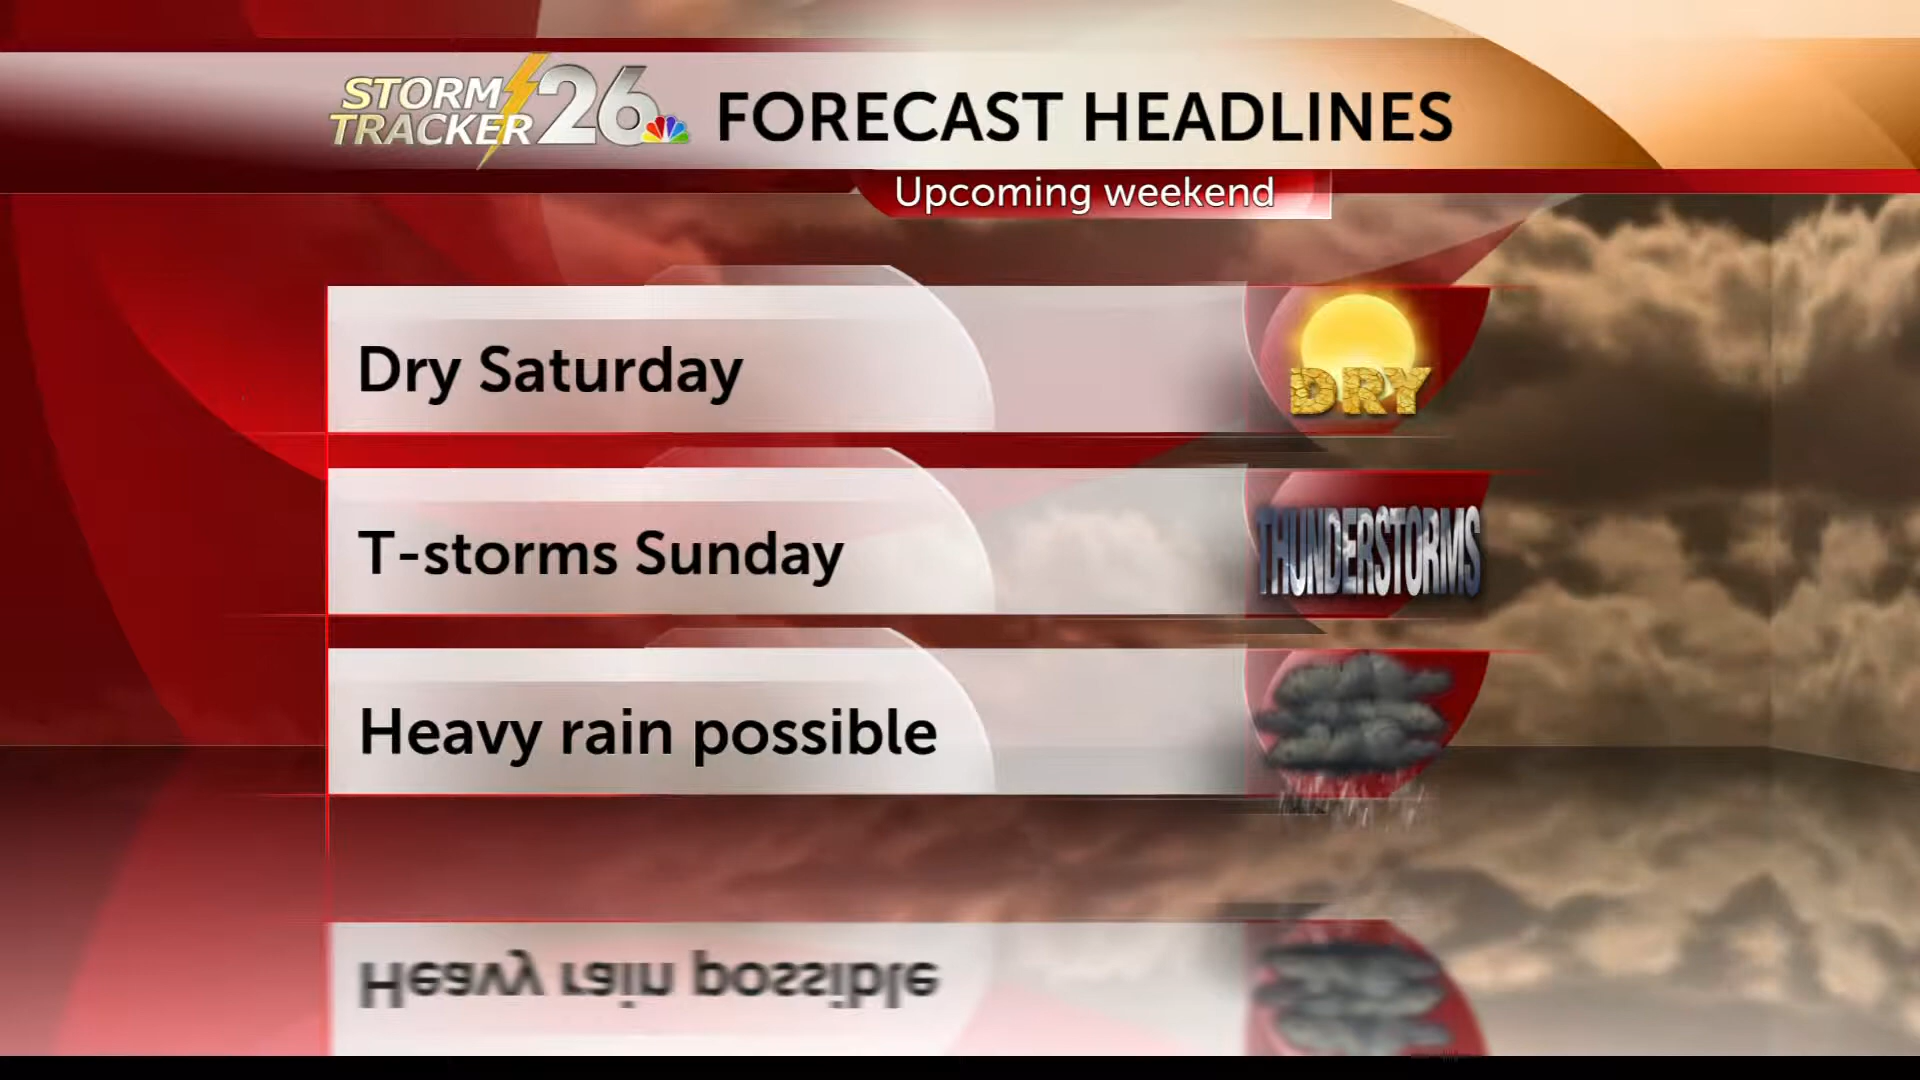 STORM
TRACKER 26
FORECAST HEADLINES
Upcoming weekend
Dry Saturday
DRY
T-storms Sunday
THUNDERSTORMS
Heavy rain possible
Heavy rain possible